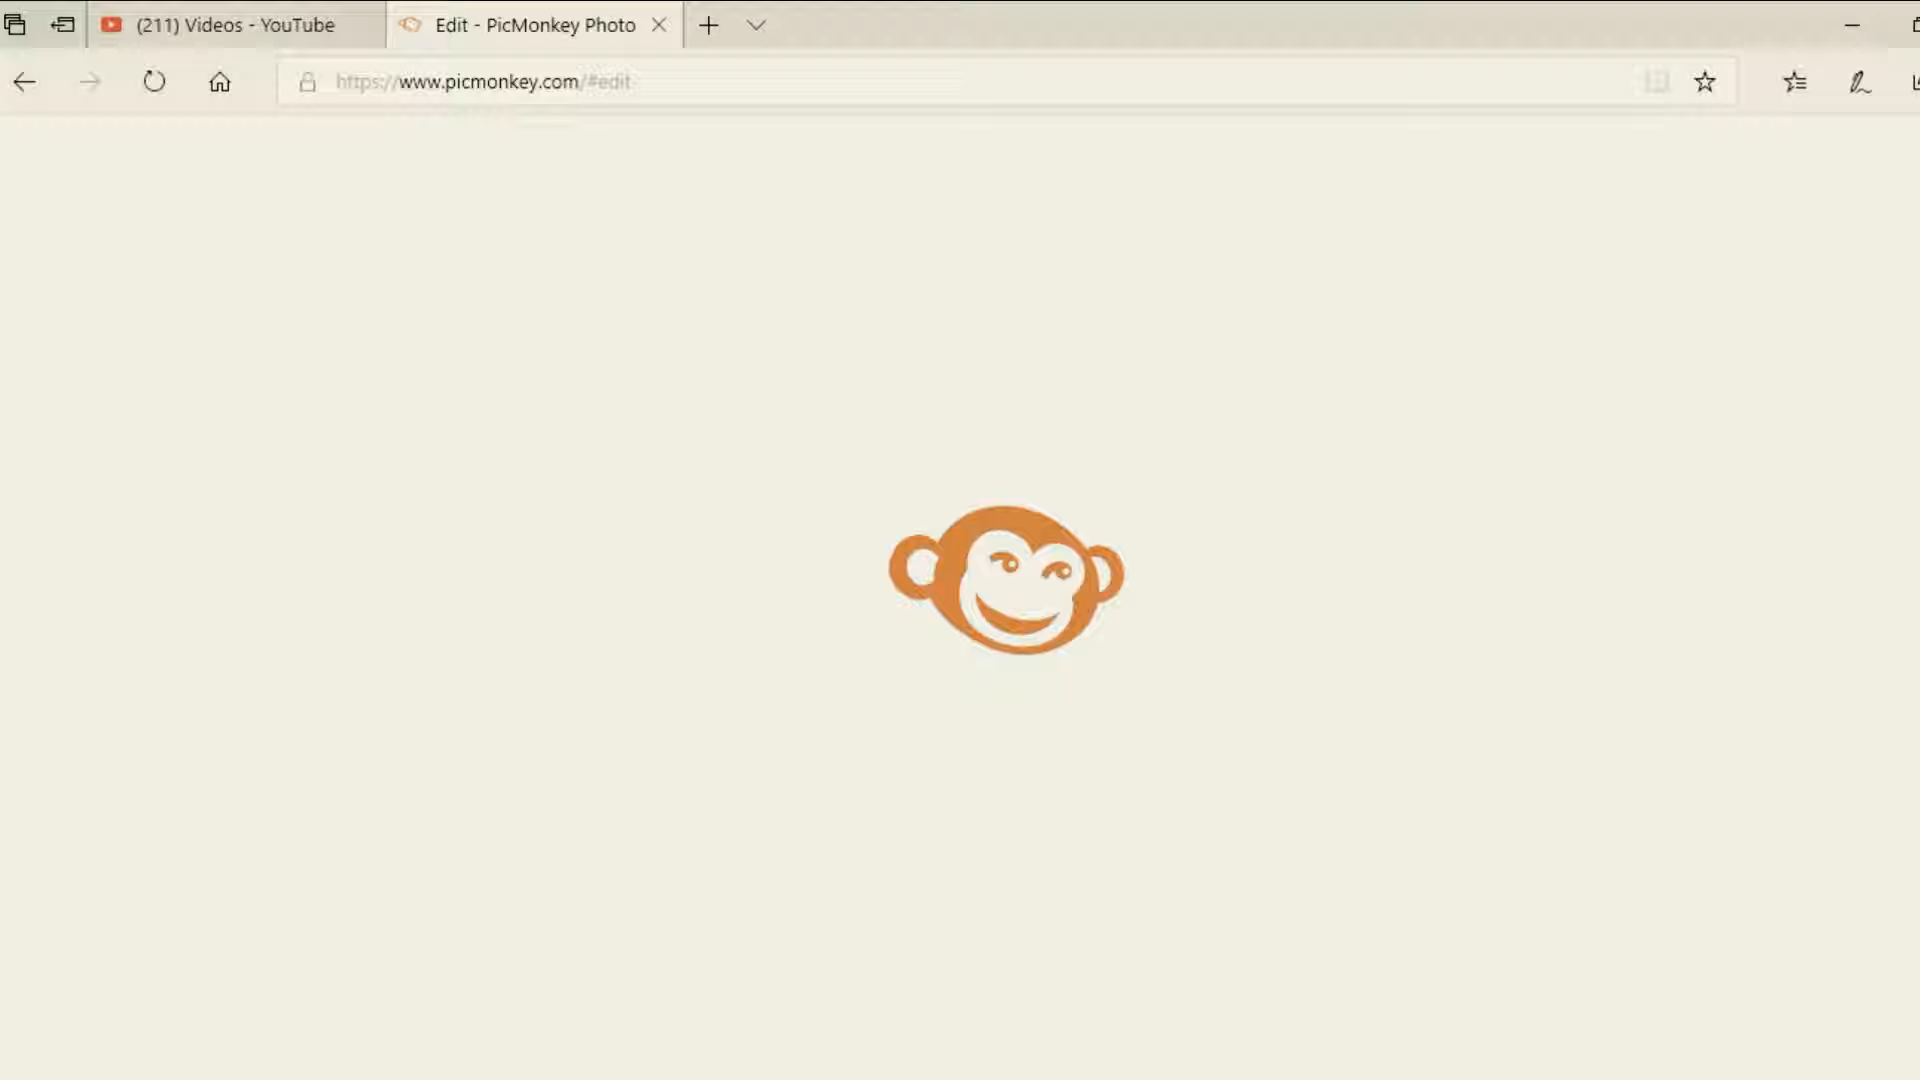 (211) Videos - YouTube
Edit - PicMonkey Photo
https://www.picmonkey.com/#edit